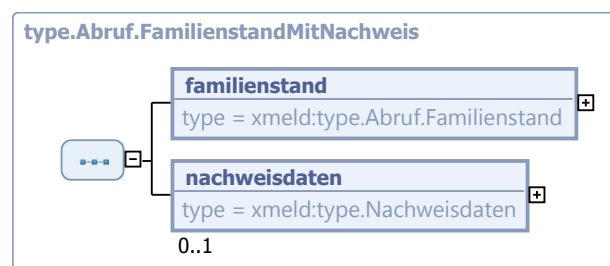 type.Abruf.FamilienstandMitNachweis
familienstand
type = xmeld:type.Abruf.Familienstand
nachweisdaten
type = xmeld:type.Nachweisdaten
0..1